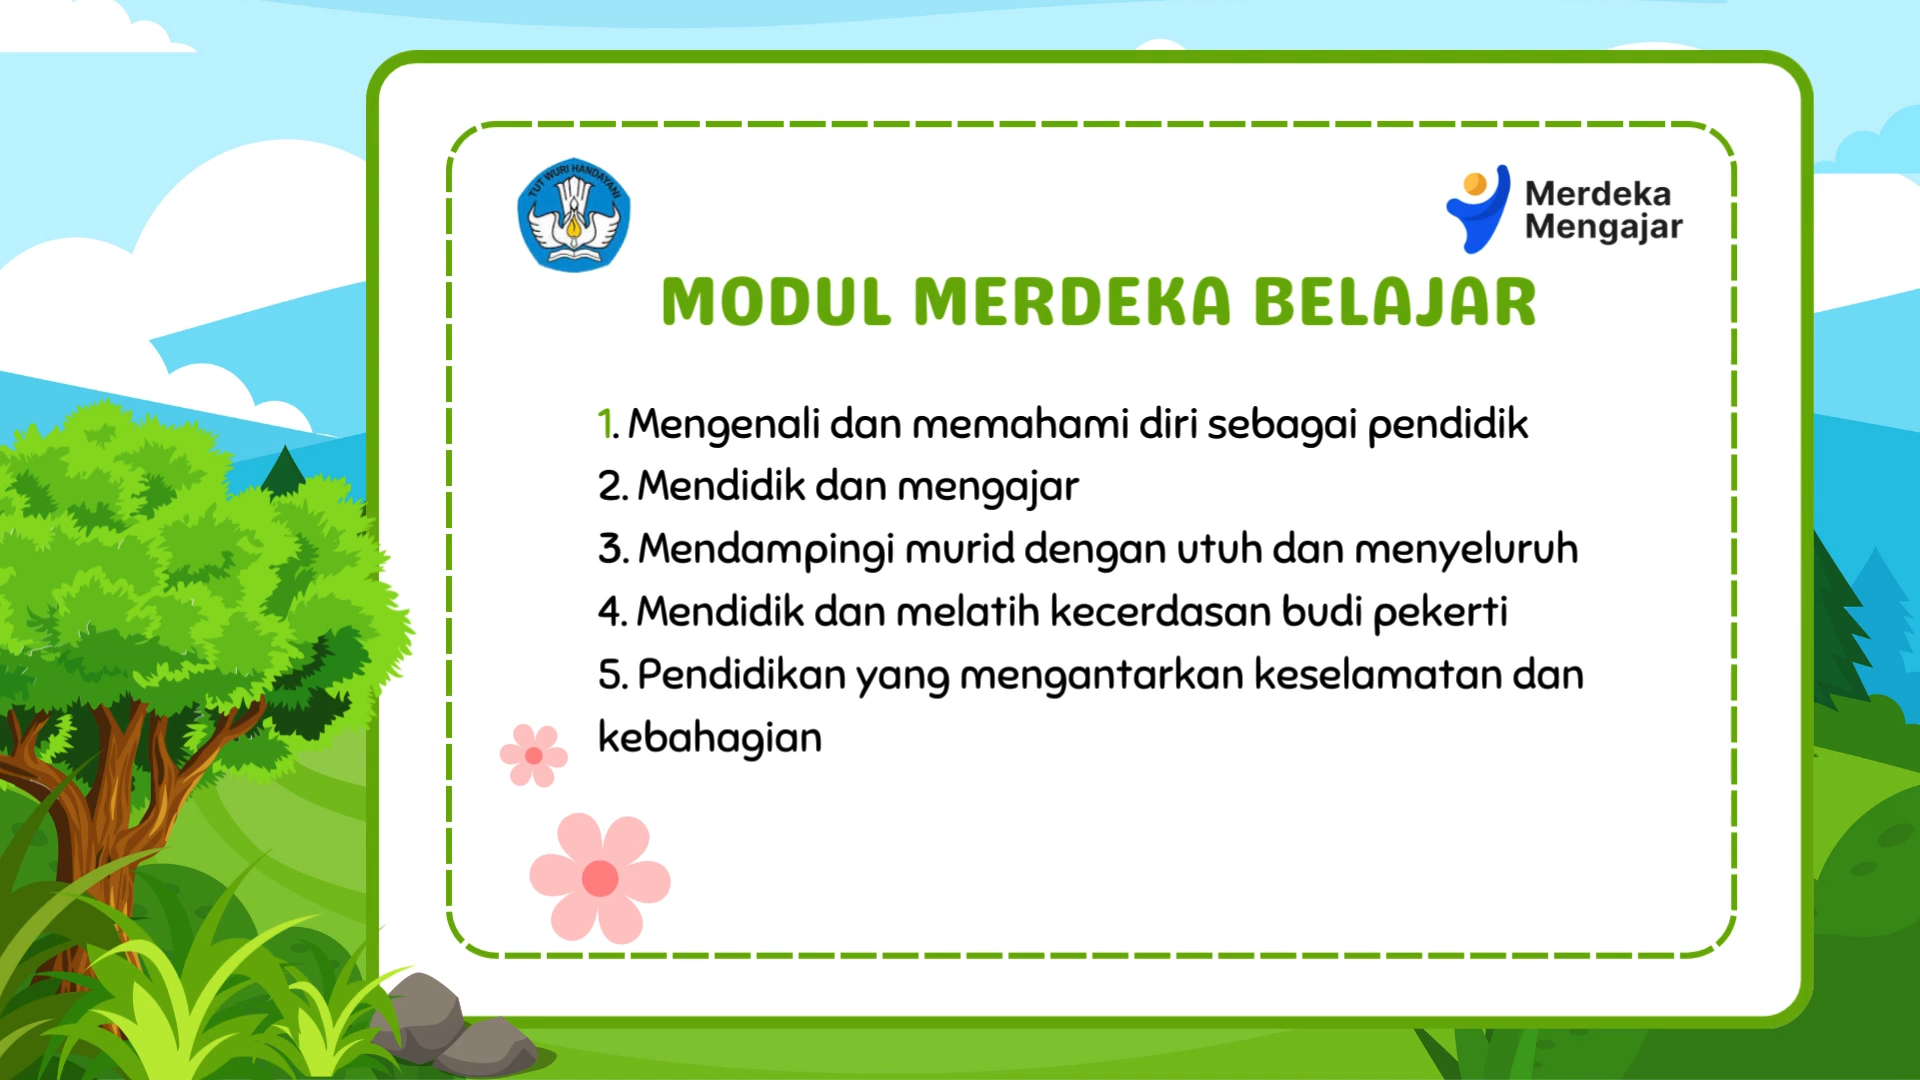 TUT WURI HANDAYANI
Merdeka
Mengajar
MODUL MERDEKA BELAJAR
1. Mengenali dan memahami diri sebagai pendidik
2. Mendidik dan mengajar
3. Mendampingi murid dengan utuh dan menyeluruh
4. Mendidik dan melatih kecerdasan budi pekerti
5. Pendidikan yang mengantarkan keselamatan dan
kebahagian